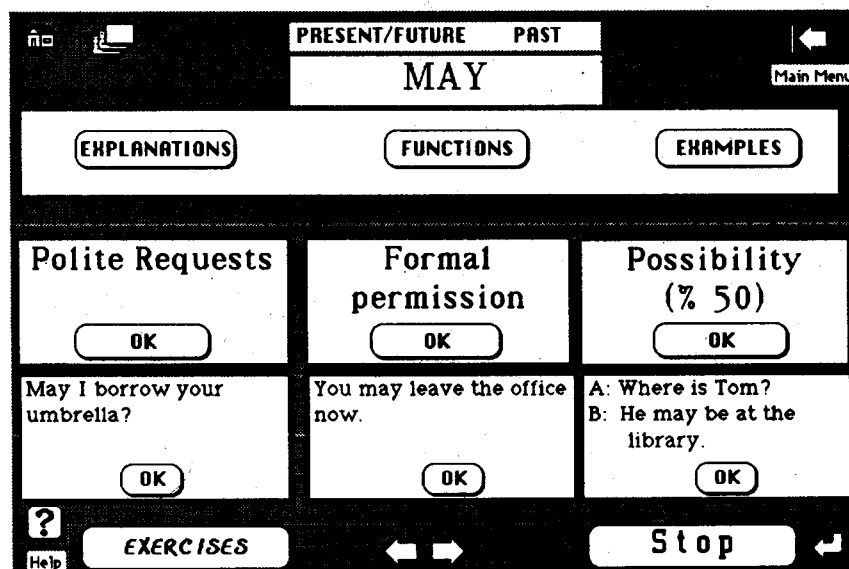 PRESENT/FUTURE PAST
MAY
Main Menu
EXPLANATIONS FUNCTIONS EXAMPLES
Polite Requests
OK
Formal
permission
OK
Possibility
(% 50)
OK
May I borrow your
umbrella?
OK
You may leave the office
now.
OK
A: Where is Tom?
B: He may be at the
library.
OK
?
Help
EXERCISES
Stop